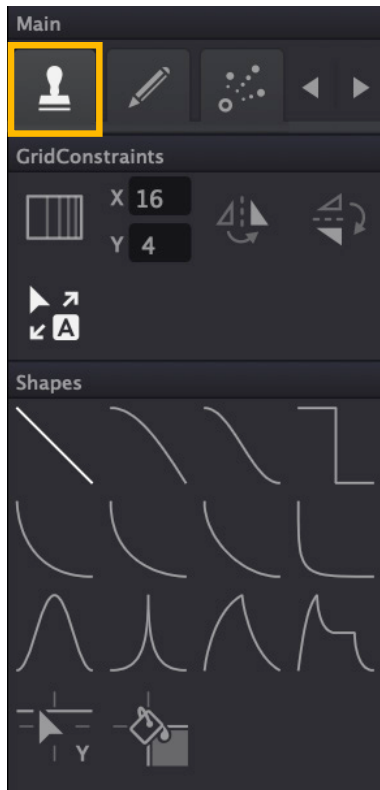 Main
GridConstraints
X 16
Y 4
A
Shapes
Y